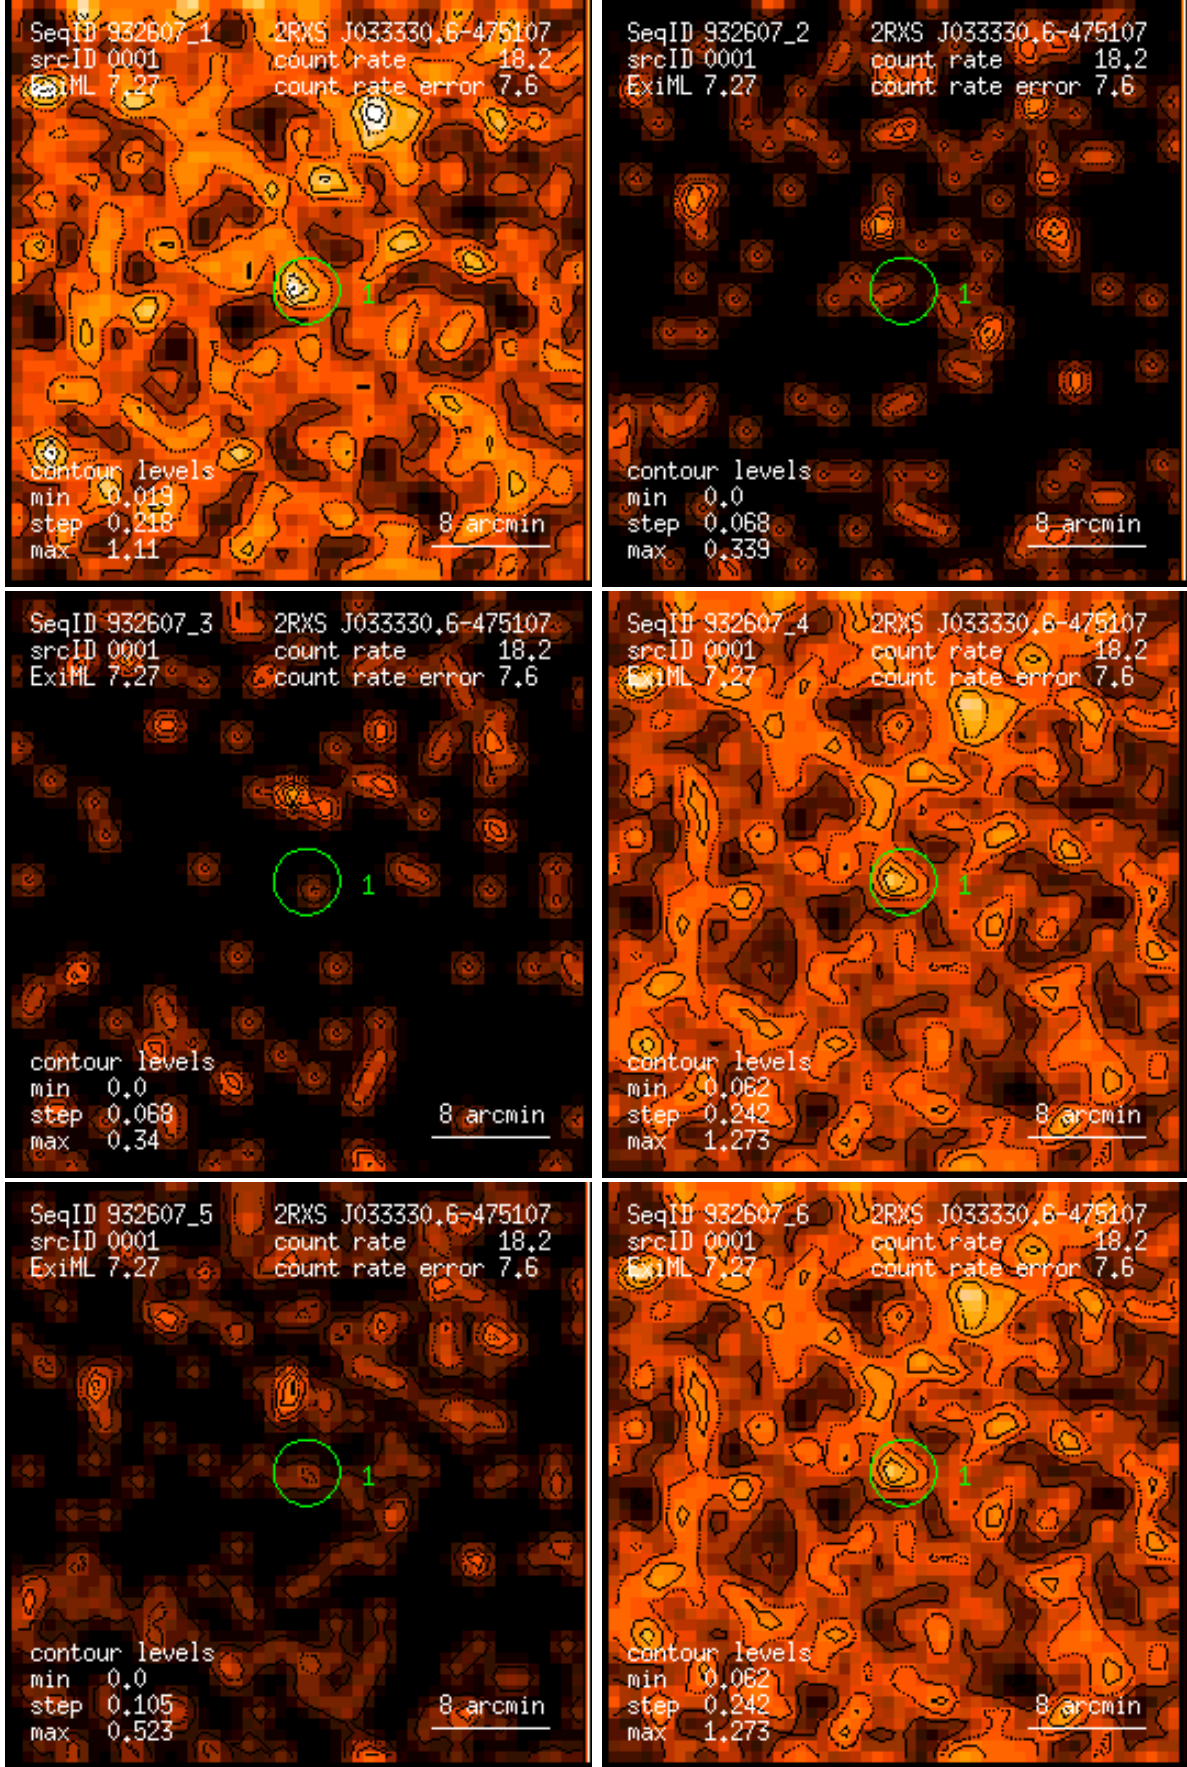 SeqID 932607_1 2RXS J033330.6-475107
srcID 0001 count rate 18.2
ExiML 7.27 count rate error 7.6
1
contour levels
min 0.019
step 0.218
max 1.11
8 arcmin
SeqID 932607_2 2RXS J033330.6-475107
srcID 0001 count rate 18.2
ExiML 7.27 count rate error 7.6
1
contour levels
min 0.0
step 0.068
max 0.339
8 arcmin
SeqID 932607_3 2RXS J033330.6-475107
srcID 0001 count rate 18.2
ExiML 7.27 count rate error 7.6
1
contour levels
min 0.0
step 0.068
max 0.34
8 arcmin
SeqID 932607_4 2RXS J033330.6-475107
srcID 0001 count rate 18.2
ExiML 7.27 count rate error 7.6
1
contour levels
min 0.062
step 0.242
max 1.273
8 arcmin
SeqID 932607_5 2RXS J033330.6-475107
srcID 0001 count rate 18.2
ExiML 7.27 count rate error 7.6
1
contour levels
min 0.0
step 0.105
max 0.523
8 arcmin
SeqID 932607_6 2RXS J033330.6-475107
srcID 0001 count rate 18.2
ExiML 7.27 count rate error 7.6
1
contour levels
min 0.062
step 0.242
max 1.273
8 arcmin